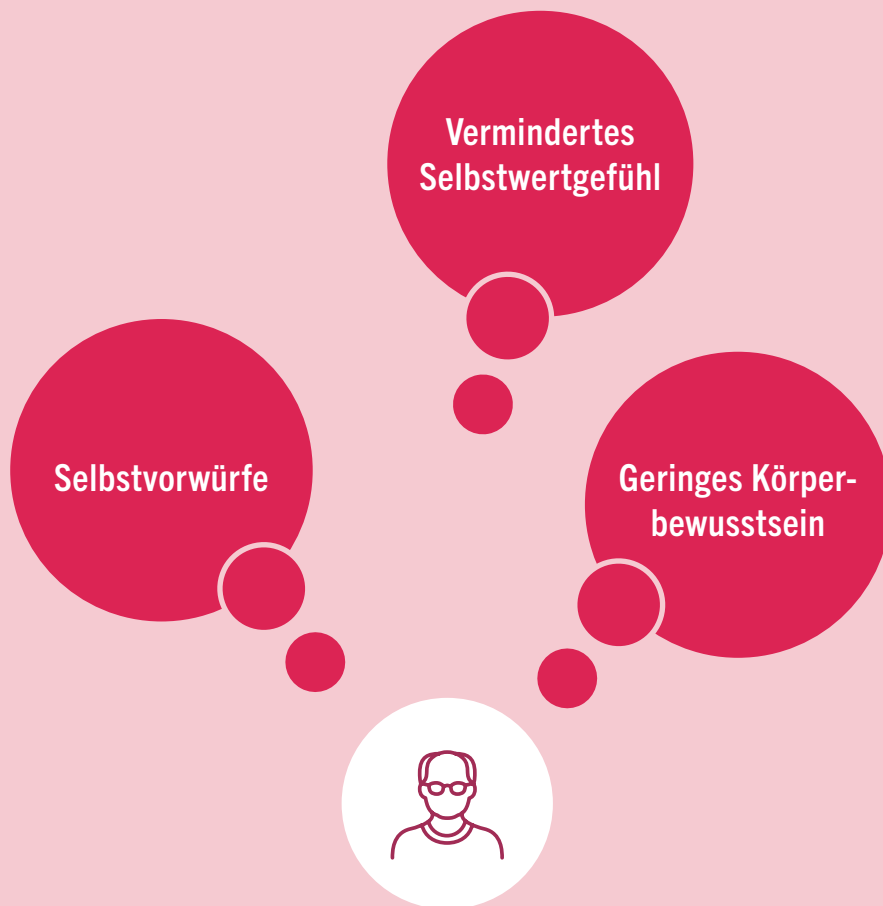 Vermindertes
Selbstwertgefühl
Selbstvorwürfe
Geringes Körper-
bewusstsein